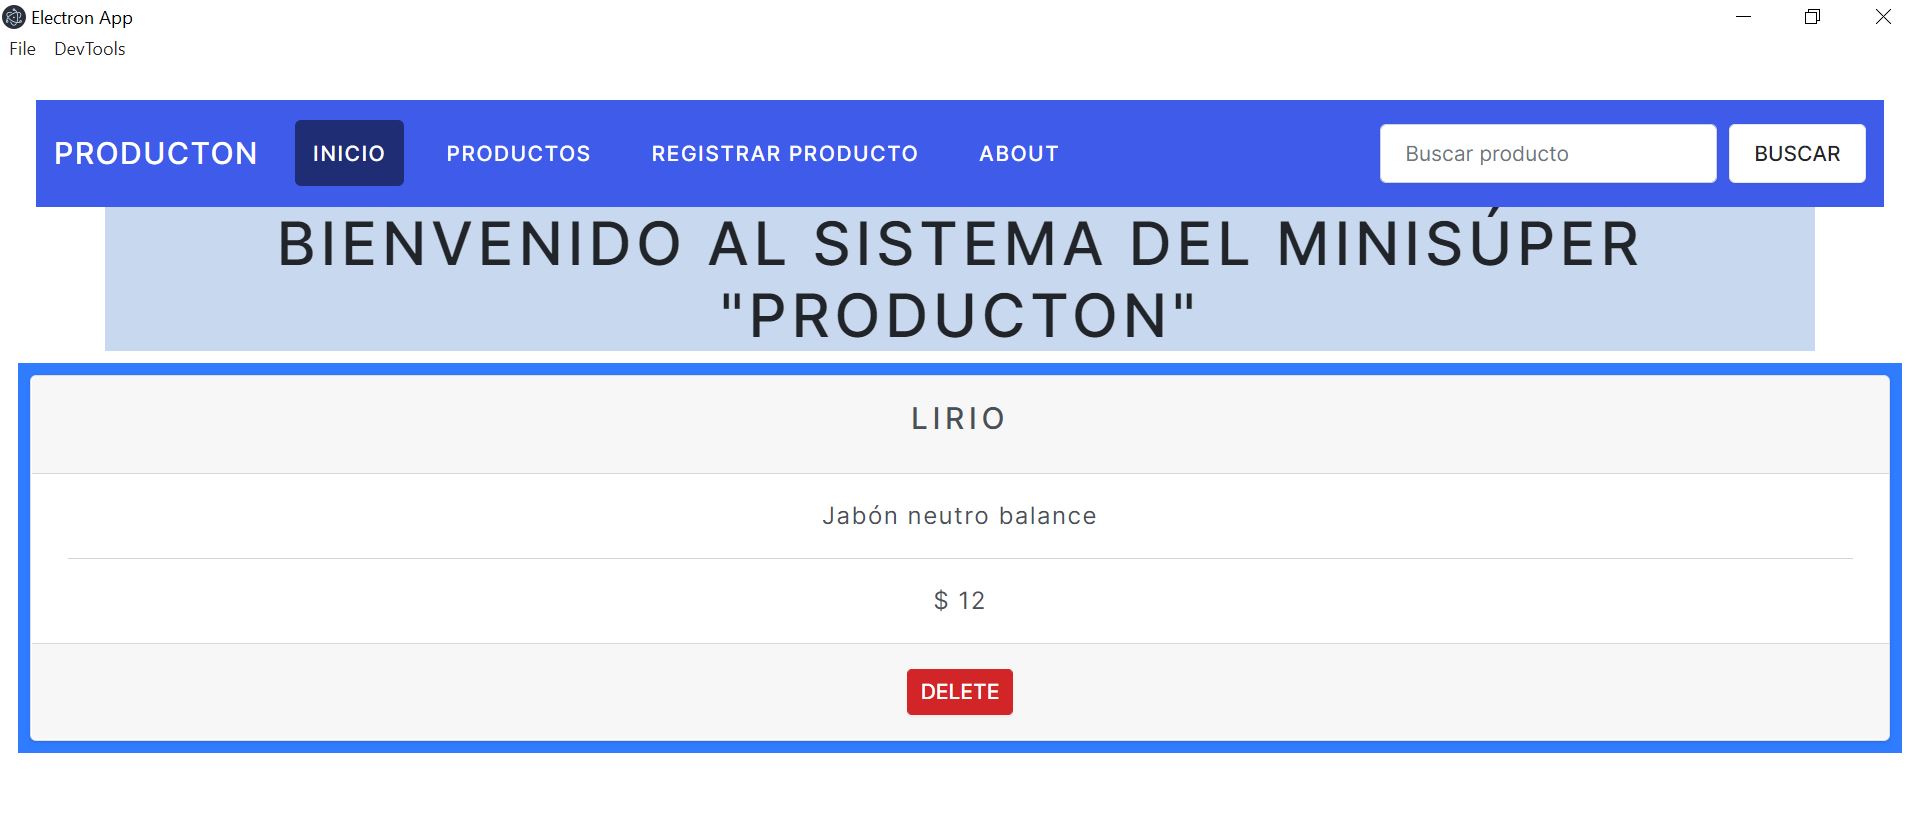 Electron App
File DevTools
PRODUCTON INICIO PRODUCTOS REGISTRAR PRODUCTO ABOUT Buscar producto BUSCAR
BIENVENIDO AL SISTEMA DEL MINISÚPER
"PRODUCTON"
LIRIO
Jabón neutro balance
$ 12
DELETE